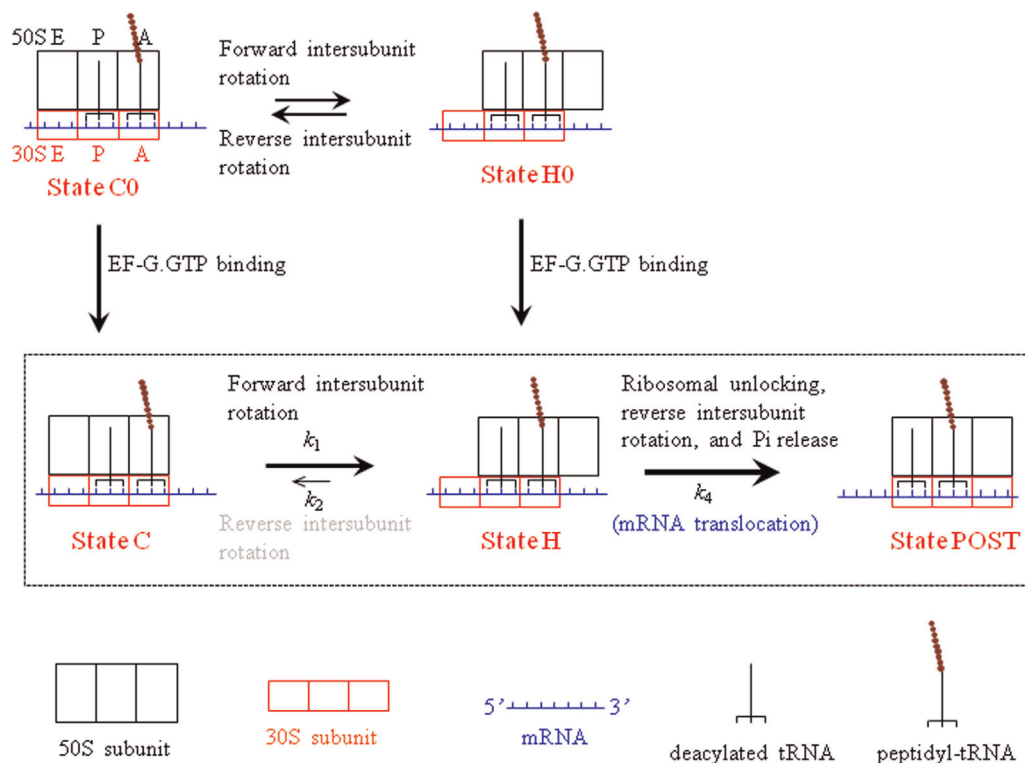 50S E P A
30S E P A
State C0
Forward intersubunit
rotation
Reverse intersubunit
rotation
State H0
EF-G.GTP binding
EF-G.GTP binding
Forward intersubunit
rotation
k1
k2
Reverse intersubunit
rotation
Ribosomal unlocking,
reverse intersubunit
rotation, and Pi release
k4
(mRNA translocation)
State C
State H
State POST
5’ 3’
50S subunit
30S subunit
mRNA
deacylated tRNA
peptidyl-tRNA